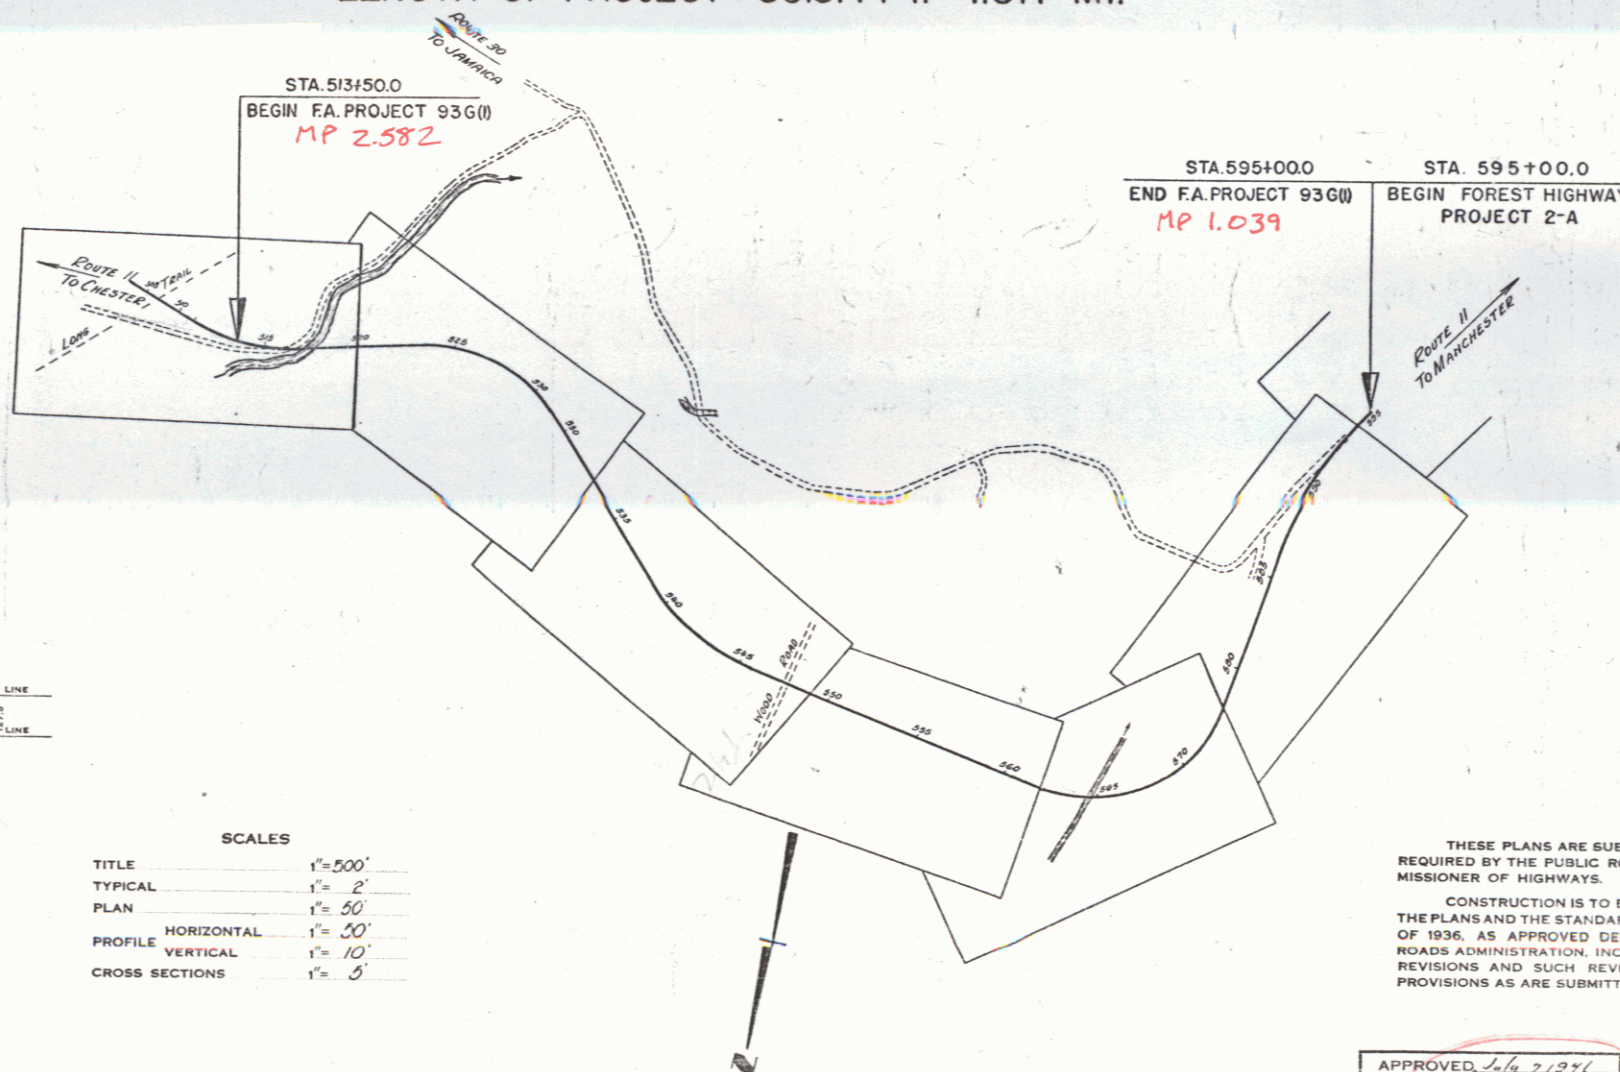 ROUTE 30
TO JAMAICA
STA. 513+50.0
BEGIN F.A. PROJECT 93G(1)
MP 2.582
STA. 595+00.0
END F.A. PROJECT 93G(1)
MP 1.039
STA. 595+00.0
BEGIN FOREST HIGHWAY
PROJECT 2-A
ROUTE 11
TO CHESTER
LONG TRAIL
515
520
525
530
535
540
545
550
555
560
565
570
580
585
590
595
ROUTE 11
TO MANCHESTER
WOOD ROAD
LINE
LINE
SCALES
TITLE 1"=500'
TYPICAL 1"= 2'
PLAN 1"= 50'
PROFILE HORIZONTAL 1"= 50'
VERTICAL 1"= 10'
CROSS SECTIONS 1"= 5'
N
THESE PLANS ARE SUB
REQUIRED BY THE PUBLIC R
MISSIONER OF HIGHWAYS.
CONSTRUCTION IS TO
THE PLANS AND THE STANDA
OF 1936, AS APPROVED DE
ROADS ADMINISTRATION, INC
REVISIONS AND SUCH REV
PROVISIONS AS ARE SUBMITT
APPROVED July 2 1941